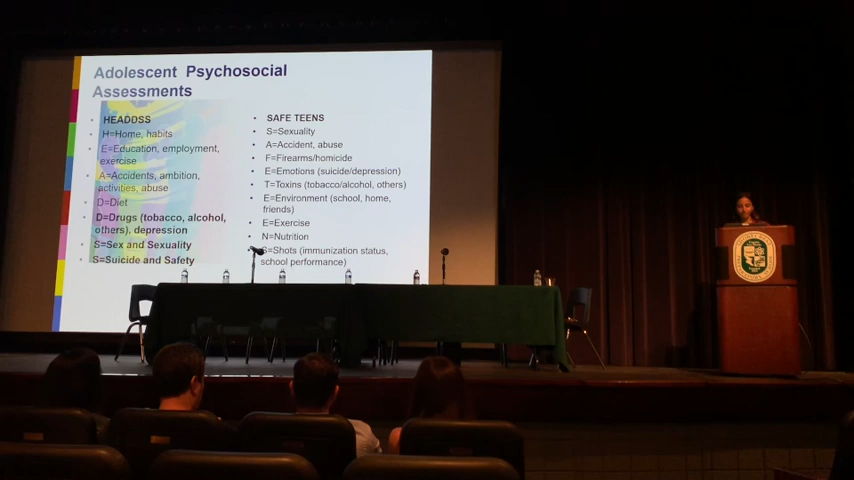 Adolescent Psychosocial
Assessments
• HEADDSS
• H=Home, habits
• E=Education, employment,
exercise
• A=Accidents, ambition,
activities, abuse
• D=Diet
• D=Drugs (tobacco, alcohol,
others), depression
• S=Sex and Sexuality
• S=Suicide and Safety
• SAFE TEENS
• S=Sexuality
• A=Accident, abuse
• F=Firearms/homicide
• E=Emotions (suicide/depression)
• T=Toxins (tobacco/alcohol, others)
• E=Environment (school, home,
friends)
• E=Exercise
• N=Nutrition
S=Shots (immunization status,
school performance)